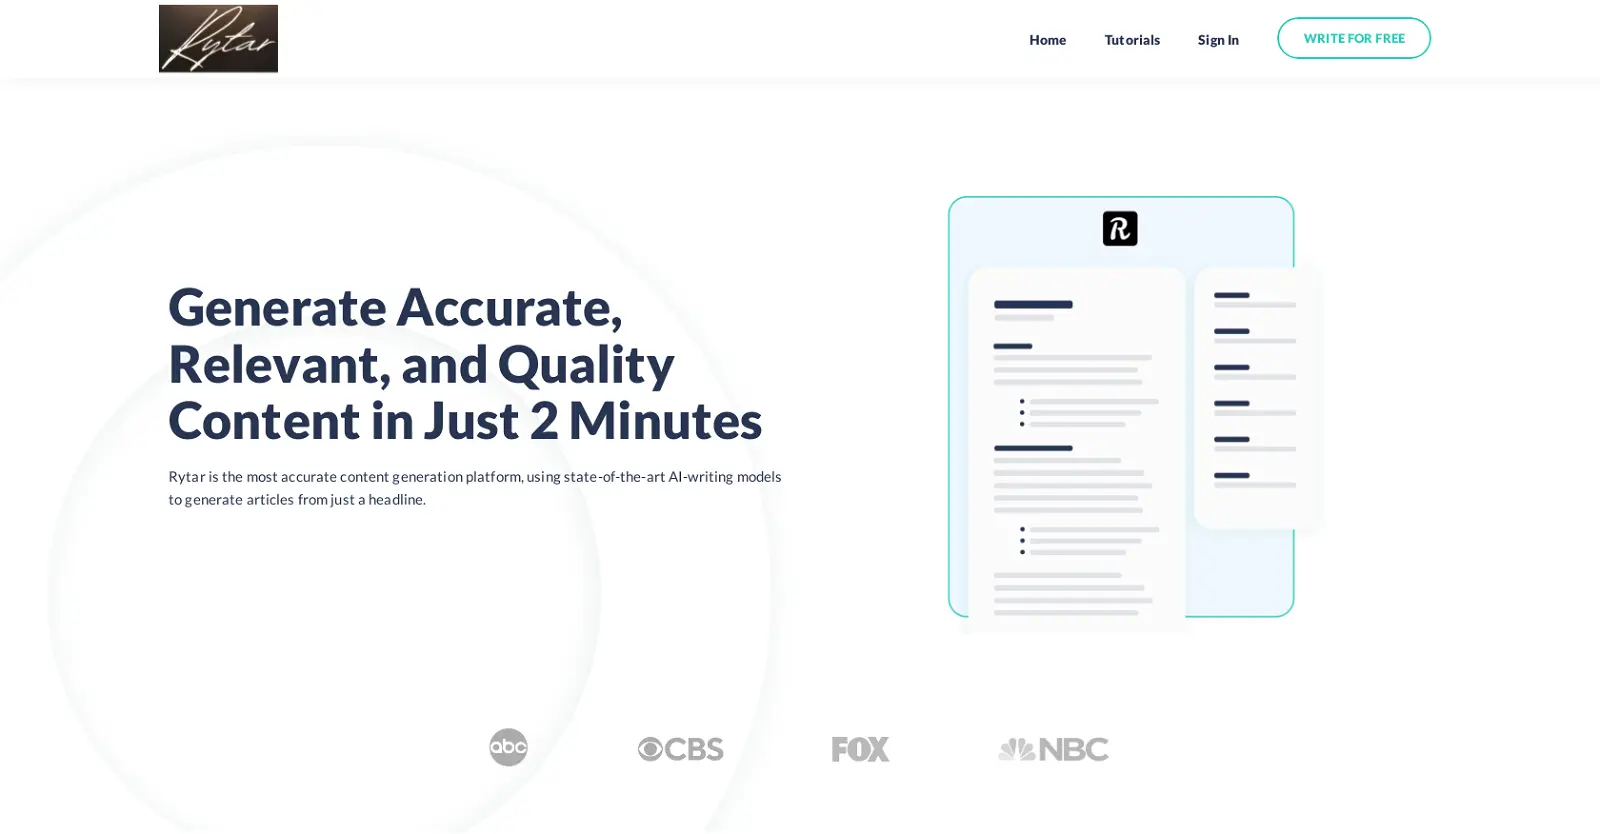 Rytar
Home
Tutorials
Sign In
WRITE FOR FREE
R
Generate Accurate,
Relevant, and Quality
Content in Just 2 Minutes
Rytar is the most accurate content generation platform, using state-of-the-art AI-writing models
to generate articles from just a headline.
abc
CBS
FOX
NBC